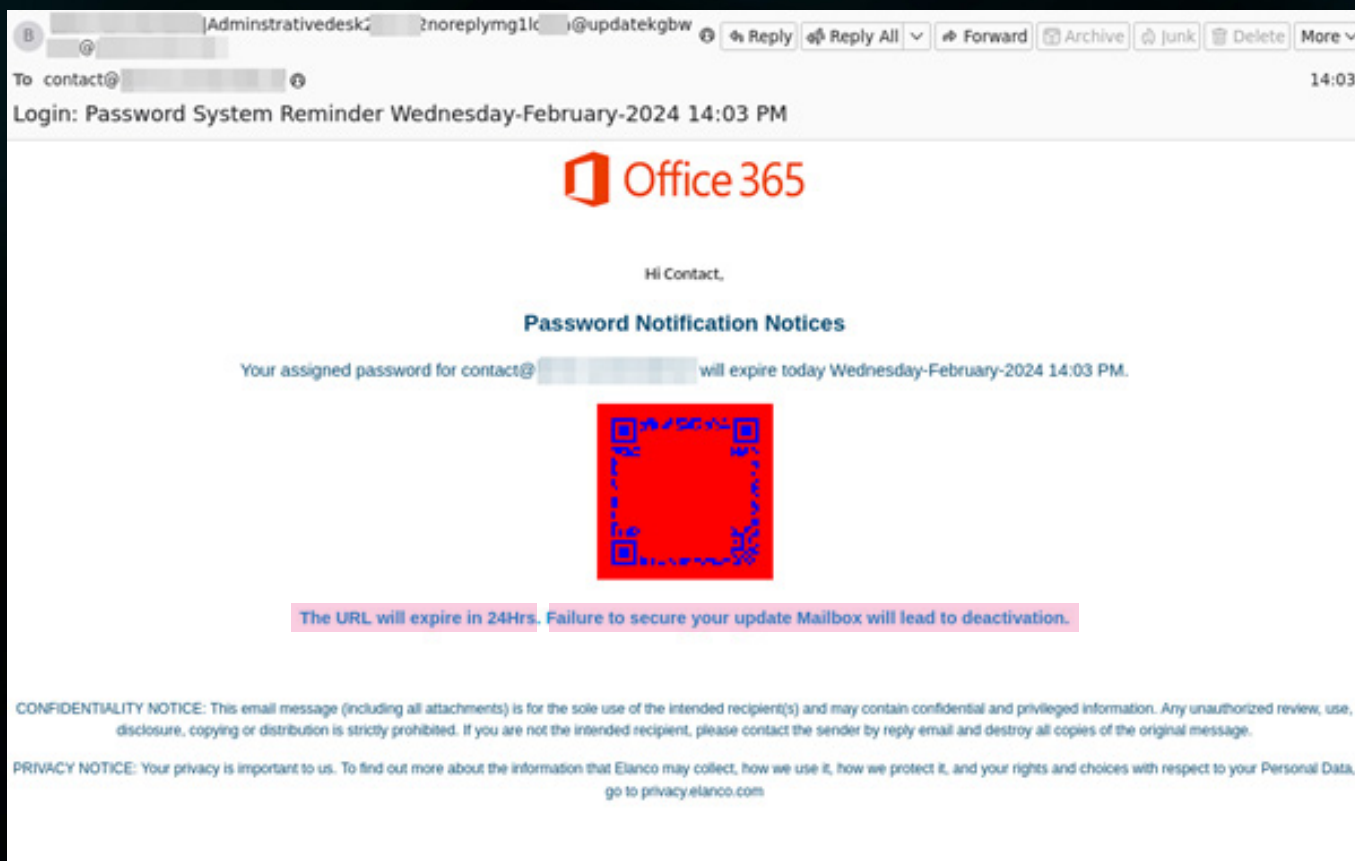 B
|Adminstrativedesk2 2noreplymg1lc @updatekgbw
@
Reply Reply All Forward Archive Junk Delete More
To contact@ 14:03
Login: Password System Reminder Wednesday-February-2024 14:03 PM
Office 365
Hi Contact,
Password Notification Notices
Your assigned password for contact@ will expire today Wednesday-February-2024 14:03 PM.
The URL will expire in 24Hrs. Failure to secure your update Mailbox will lead to deactivation.
CONFIDENTIALITY NOTICE: This email message (including all attachments) is for the sole use of the intended recipient(s) and may contain confidential and privileged information. Any unauthorized review, use,
disclosure, copying or distribution is strictly prohibited. If you are not the intended recipient, please contact the sender by reply email and destroy all copies of the original message.
PRIVACY NOTICE: Your privacy is important to us. To find out more about the information that Elanco may collect, how we use it, how we protect it, and your rights and choices with respect to your Personal Data,
go to privacy.elanco.com